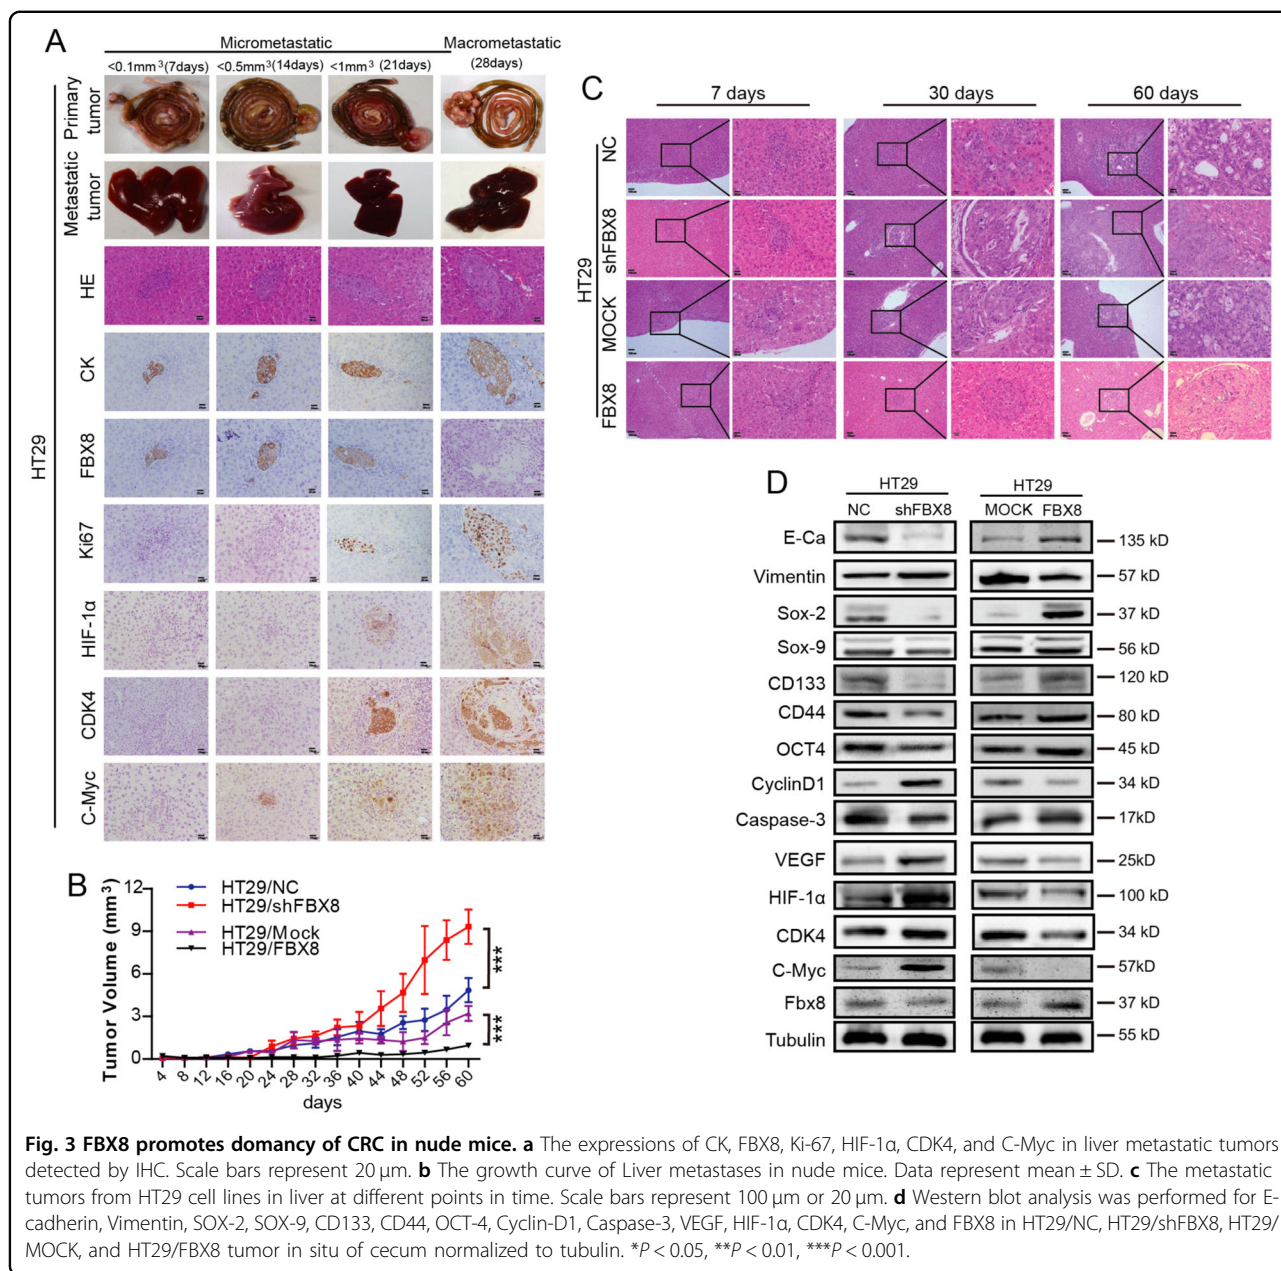 A
Micrometastatic Macrometastatic
<0.1mm³(7days) <0.5mm³(14days) <1mm³ (21days) (28days)
Primary tumor
Metastatic tumor
HE
CK
FBX8
Ki67
HIF-1α
CDK4
C-Myc
HT29
B
HT29/NC
HT29/shFBX8
HT29/Mock
HT29/FBX8
Tumor Volume (mm³)
12
9
6
3
0
4 8 12 16 20 24 28 32 36 40 44 48 52 56 60
days
***
***
C
7 days 30 days 60 days
NC
shFBX8
MOCK
FBX8
HT29
D
HT29 HT29
NC shFBX8 MOCK FBX8
E-Ca 135 kD
Vimentin 57 kD
Sox-2 37 kD
Sox-9 56 kD
CD133 120 kD
CD44 80 kD
OCT4 45 kD
CyclinD1 34 kD
Caspase-3 17kD
VEGF 25kD
HIF-1α 100 kD
CDK4 34 kD
C-Myc 57kD
Fbx8 37 kD
Tubulin 55 kD
Fig. 3 FBX8 promotes domancy of CRC in nude mice. a The expressions of CK, FBX8, Ki-67, HIF-1α, CDK4, and C-Myc in liver metastatic tumors
detected by IHC. Scale bars represent 20 μm. b The growth curve of Liver metastases in nude mice. Data represent mean ± SD. c The metastatic
tumors from HT29 cell lines in liver at different points in time. Scale bars represent 100 μm or 20 μm. d Western blot analysis was performed for E-
cadherin, Vimentin, SOX-2, SOX-9, CD133, CD44, OCT-4, Cyclin-D1, Caspase-3, VEGF, HIF-1α, CDK4, C-Myc, and FBX8 in HT29/NC, HT29/shFBX8, HT29/
MOCK, and HT29/FBX8 tumor in situ of cecum normalized to tubulin. *P < 0.05, **P < 0.01, ***P < 0.001.